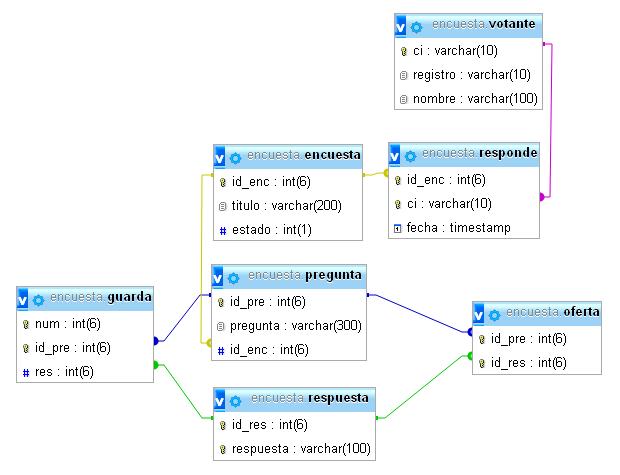 encuesta.votante
ci : varchar(10)
registro : varchar(10)
nombre : varchar(100)
encuesta.encuesta
id_enc : int(6)
titulo : varchar(200)
# estado : int(1)
encuesta.responde
id_enc : int(6)
ci : varchar(10)
fecha : timestamp
encuesta.pregunta
id_pre : int(6)
pregunta : varchar(300)
# id_enc : int(6)
encuesta.guarda
num : int(6)
id_pre : int(6)
# res : int(6)
encuesta.oferta
id_pre : int(6)
id_res : int(6)
encuesta.respuesta
id_res : int(6)
respuesta : varchar(100)